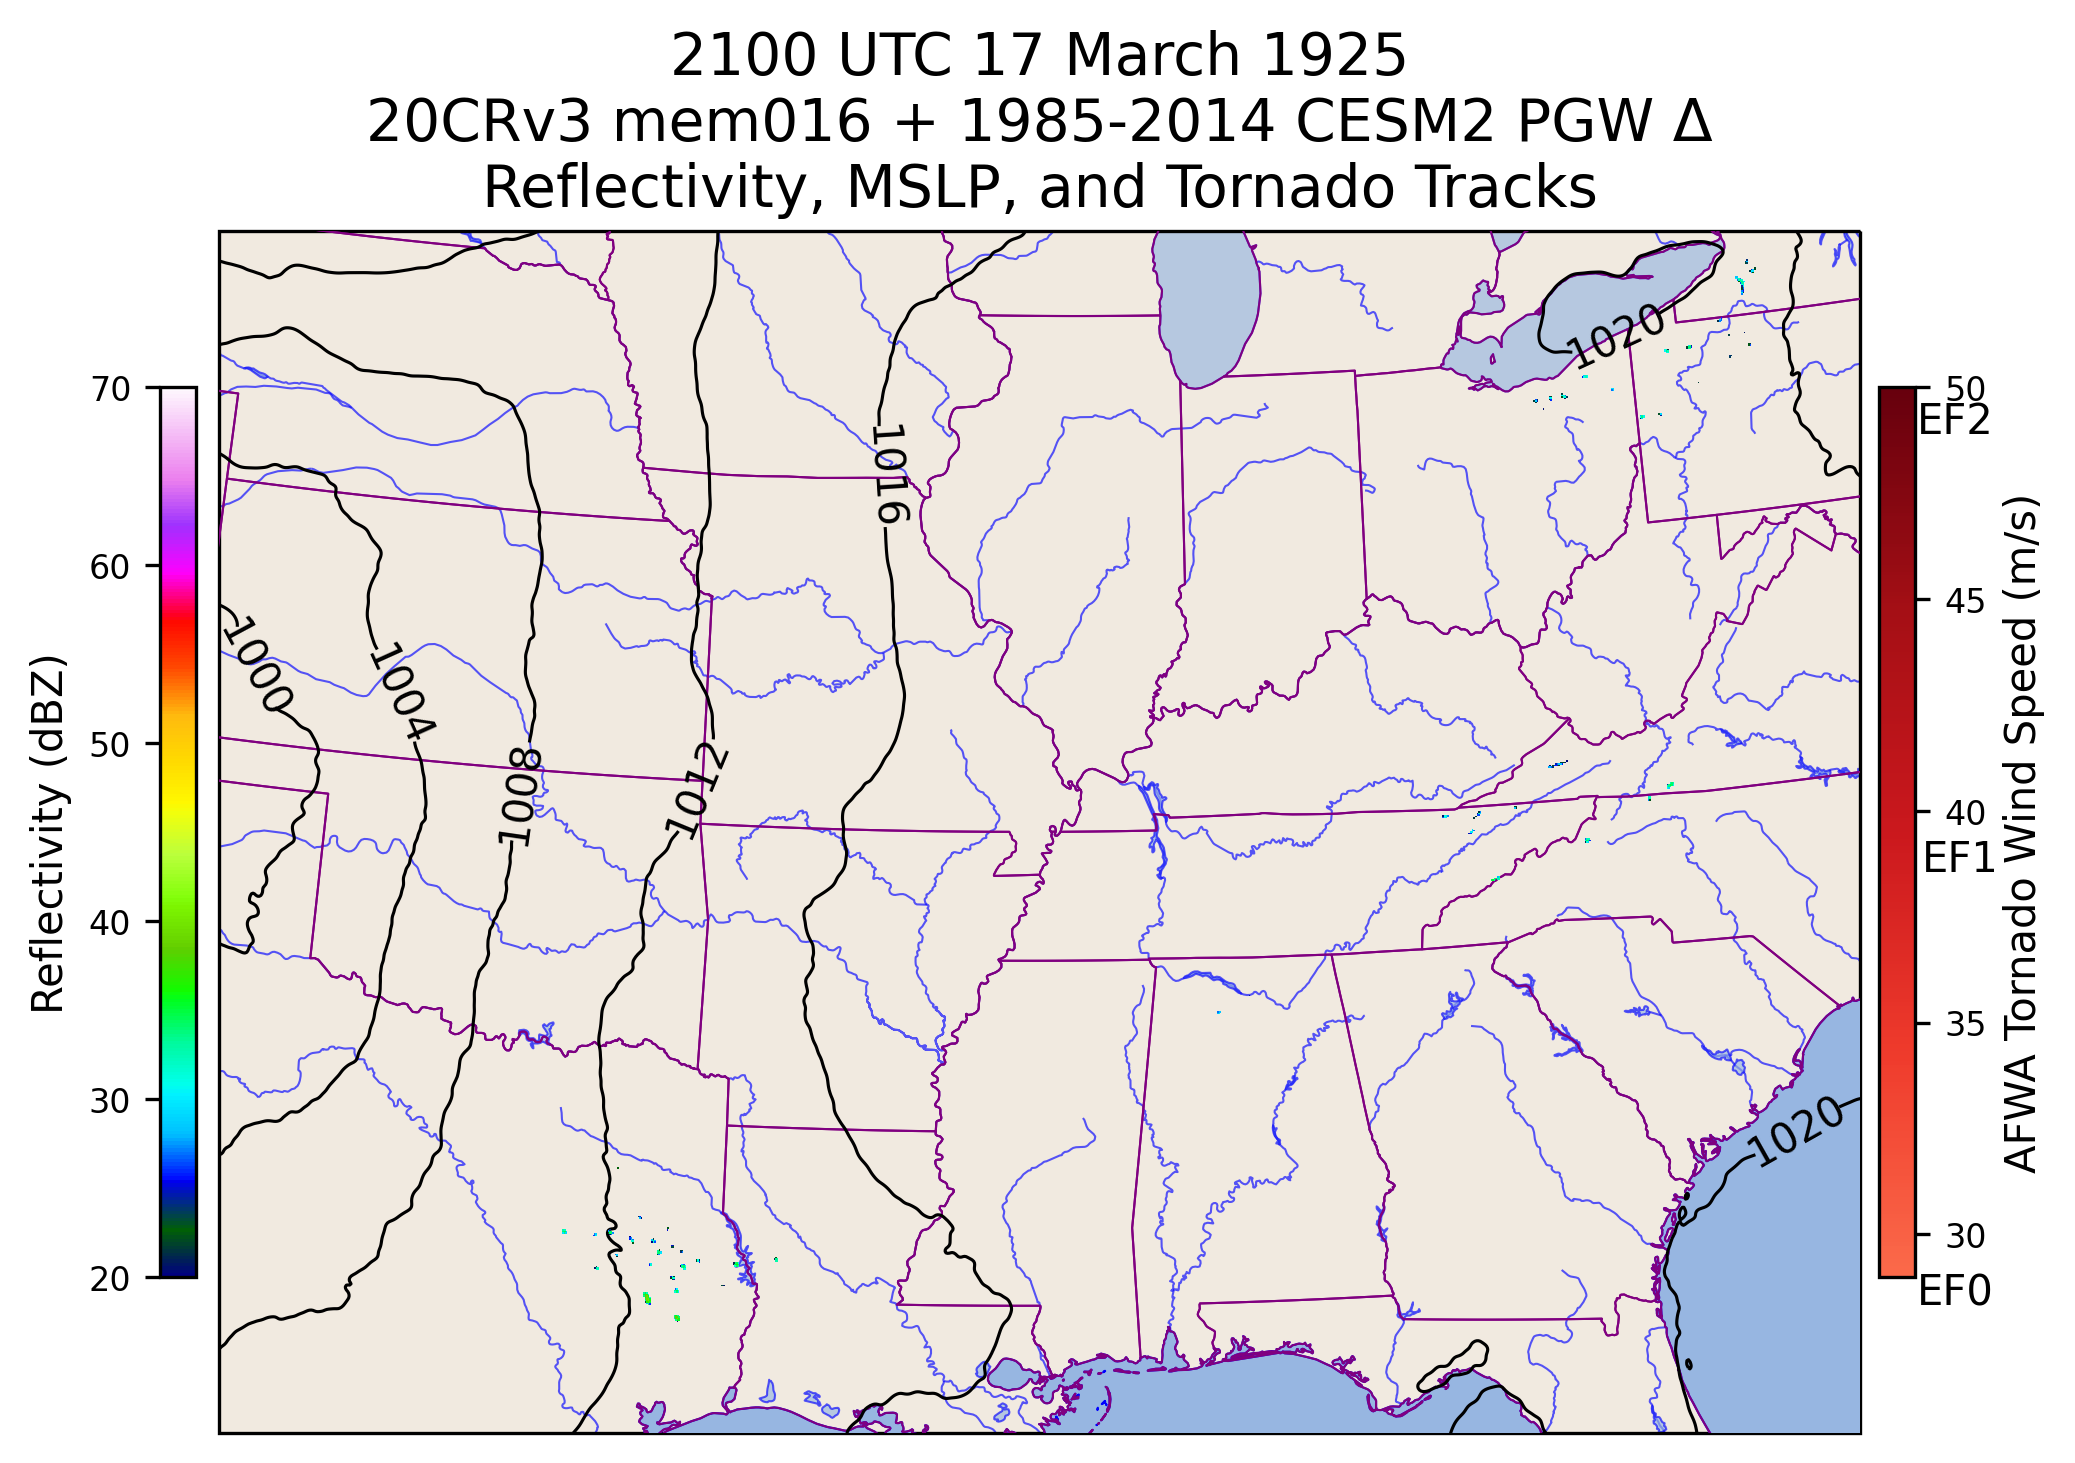 2100 UTC 17 March 1925
20CRv3 mem016 + 1985-2014 CESM2 PGW Δ
Reflectivity, MSLP, and Tornado Tracks
1020
1016
1000
1004
1008
1012
1020
70
60
50
40
30
20
Reflectivity (dBZ)
50
EF2
45
40
EF1
35
30
EF0
AFWA Tornado Wind Speed (m/s)